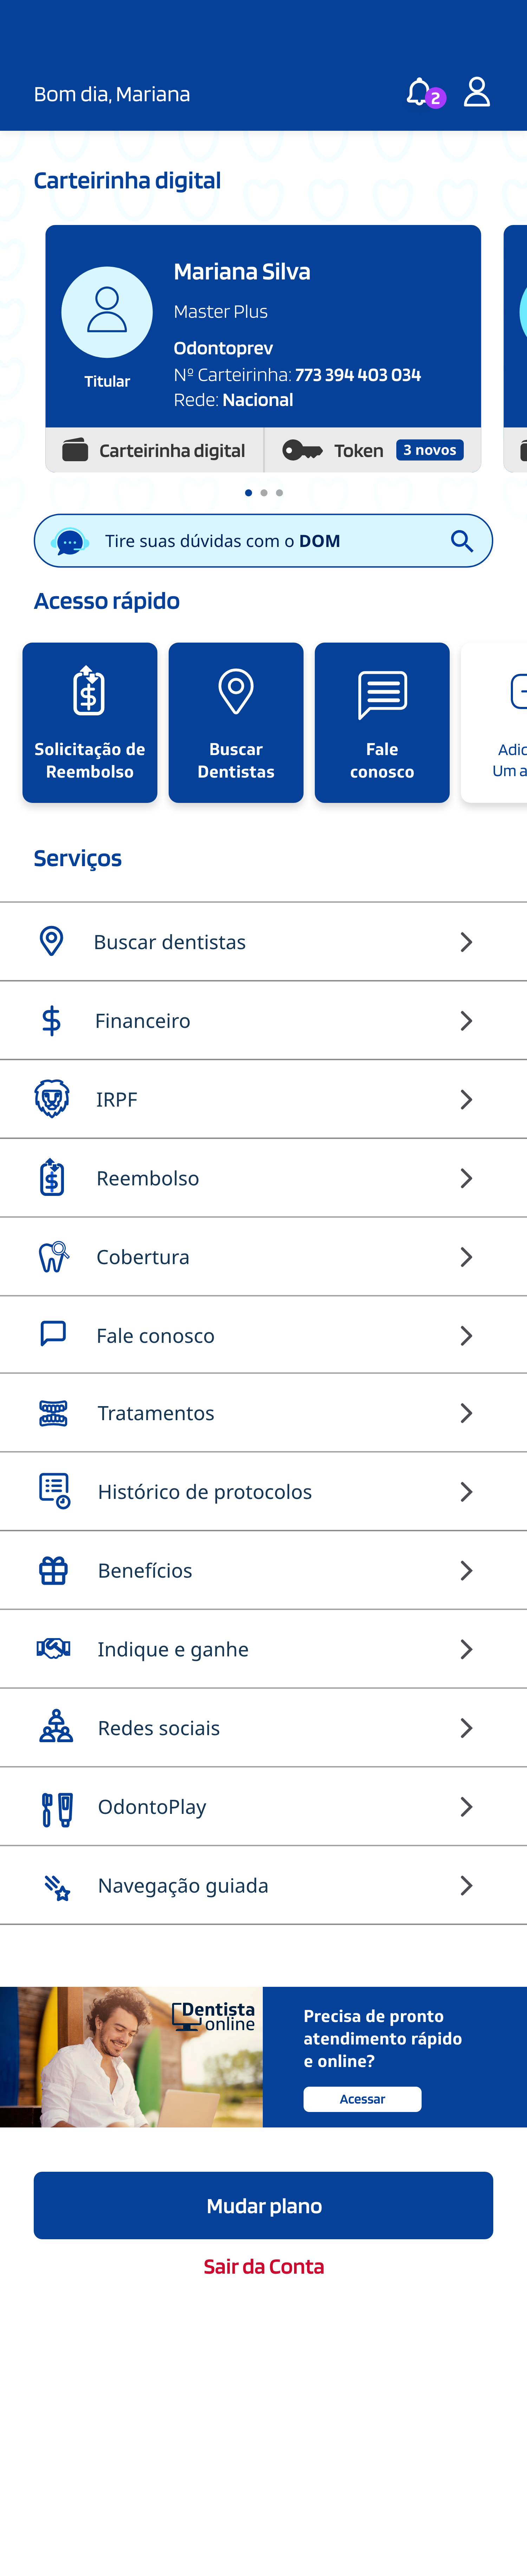 Bom dia, Mariana
2
Carteirinha digital
Mariana Silva
Master Plus
Odontoprev
Nº Carteirinha: 773 394 403 034
Rede: Nacional
Titular
Carteirinha digital
Token
3 novos
Tire suas dúvidas com o DOM
Acesso rápido
Solicitação de
Reembolso
Buscar
Dentistas
Fale
conosco
Um a
Serviços
Buscar dentistas
Financeiro
IRPF
Reembolso
Cobertura
Fale conosco
Tratamentos
Histórico de protocolos
Benefícios
Indique e ganhe
Redes sociais
OdontoPlay
Navegação guiada
Dentista
online
Precisa de pronto
atendimento rápido
e online?
Acessar
Mudar plano
Sair da Conta